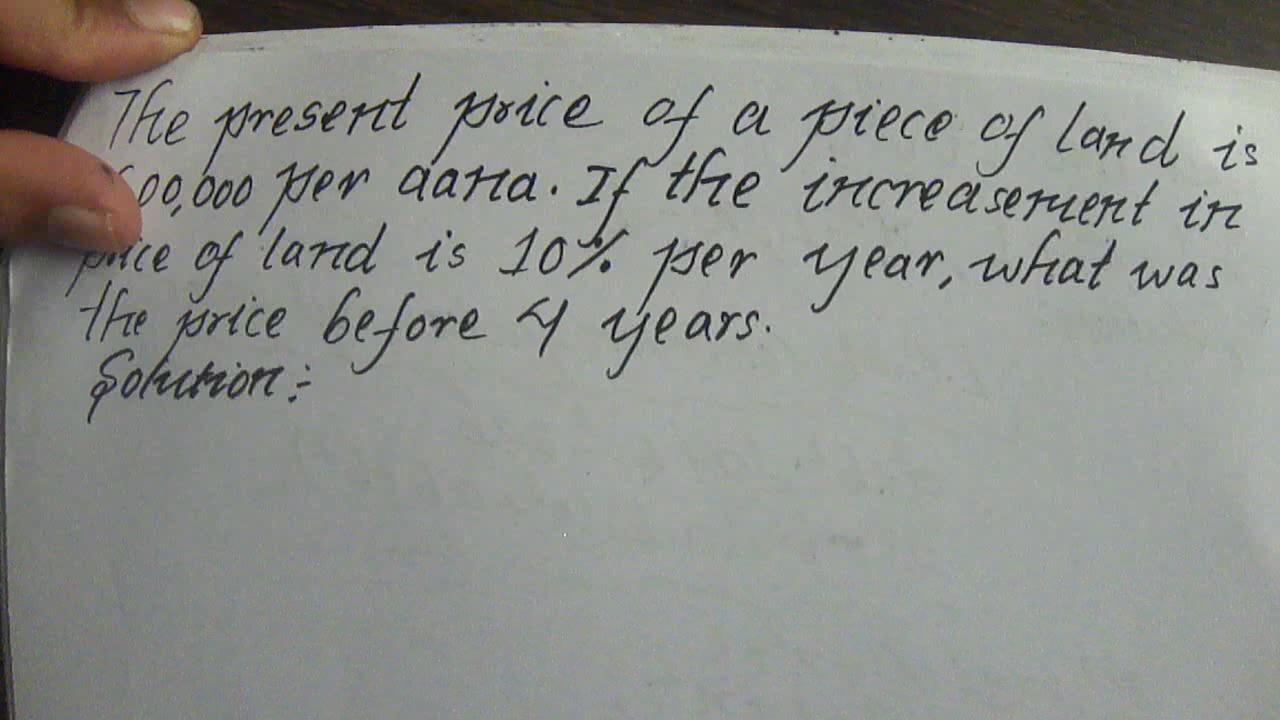 The present price of a piece of land is
00,000 per aana. If the increasement in
price of land is 10% per year, what was
the price before 4 years.
Solution:-